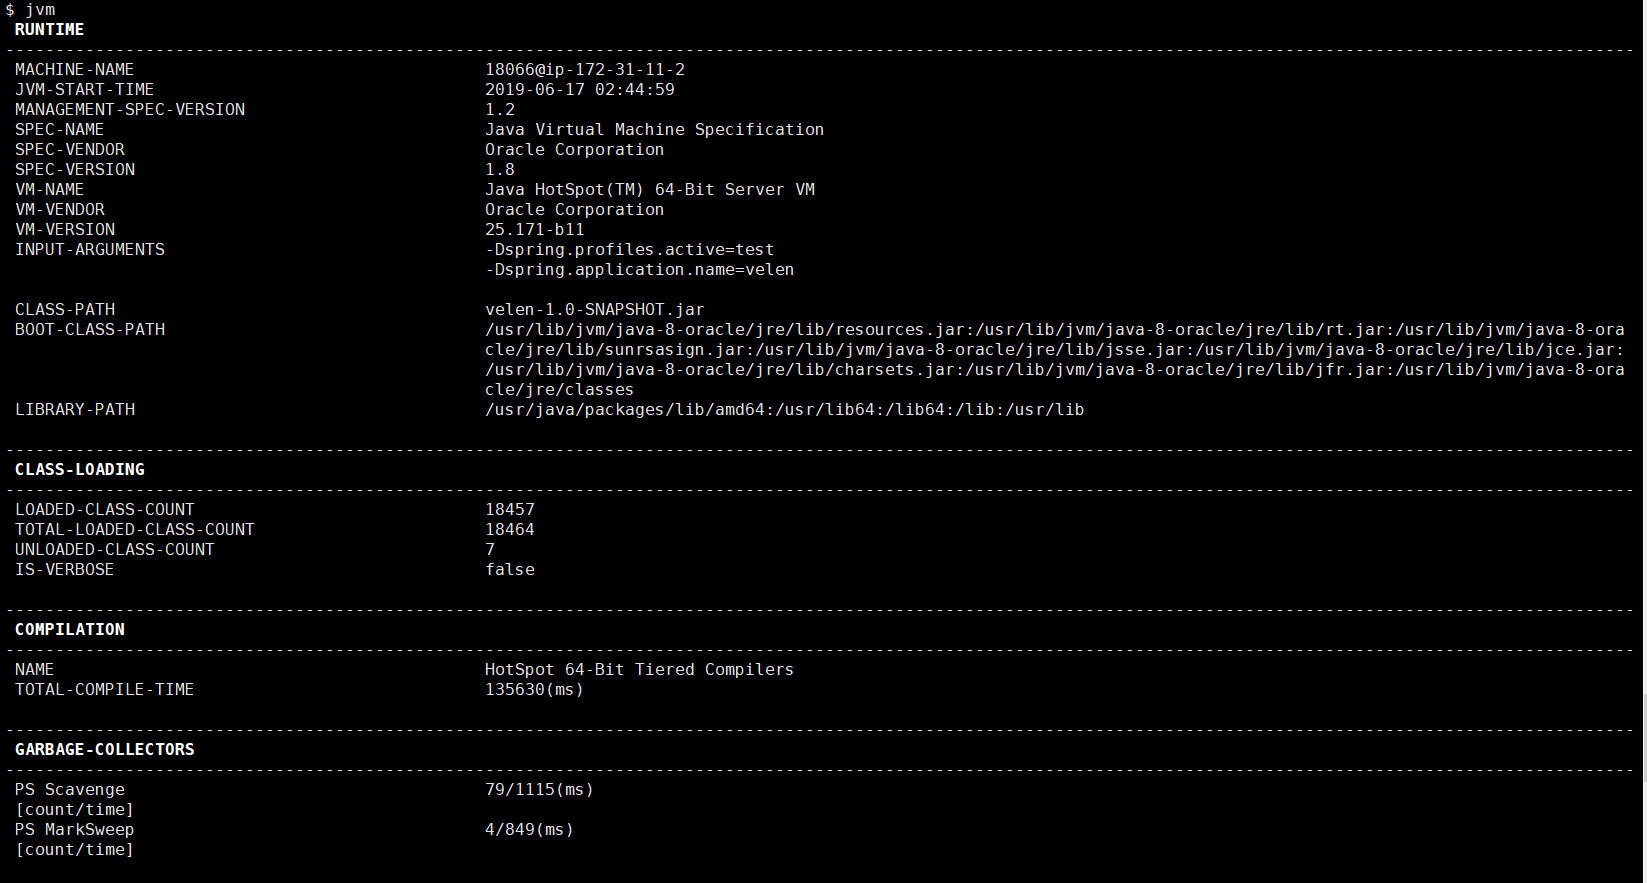 $ jvm
RUNTIME
MACHINE-NAME 18066@ip-172-31-11-2
JVM-START-TIME 2019-06-17 02:44:59
MANAGEMENT-SPEC-VERSION 1.2
SPEC-NAME Java Virtual Machine Specification
SPEC-VENDOR Oracle Corporation
SPEC-VERSION 1.8
VM-NAME Java HotSpot(TM) 64-Bit Server VM
VM-VENDOR Oracle Corporation
VM-VERSION 25.171-b11
INPUT-ARGUMENTS -Dspring.profiles.active=test
-Dspring.application.name=velen
CLASS-PATH velen-1.0-SNAPSHOT.jar
BOOT-CLASS-PATH /usr/lib/jvm/java-8-oracle/jre/lib/resources.jar:/usr/lib/jvm/java-8-oracle/jre/lib/rt.jar:/usr/lib/jvm/java-8-ora
cle/jre/lib/sunrsasign.jar:/usr/lib/jvm/java-8-oracle/jre/lib/jsse.jar:/usr/lib/jvm/java-8-oracle/jre/lib/jce.jar:
/usr/lib/jvm/java-8-oracle/jre/lib/charsets.jar:/usr/lib/jvm/java-8-oracle/jre/lib/jfr.jar:/usr/lib/jvm/java-8-ora
cle/jre/classes
LIBRARY-PATH /usr/java/packages/lib/amd64:/usr/lib64:/lib64:/lib:/usr/lib
CLASS-LOADING
LOADED-CLASS-COUNT 18457
TOTAL-LOADED-CLASS-COUNT 18464
UNLOADED-CLASS-COUNT 7
IS-VERBOSE false
COMPILATION
NAME HotSpot 64-Bit Tiered Compilers
TOTAL-COMPILE-TIME 135630(ms)
GARBAGE-COLLECTORS
PS Scavenge 79/1115(ms)
[count/time]
PS MarkSweep 4/849(ms)
[count/time]